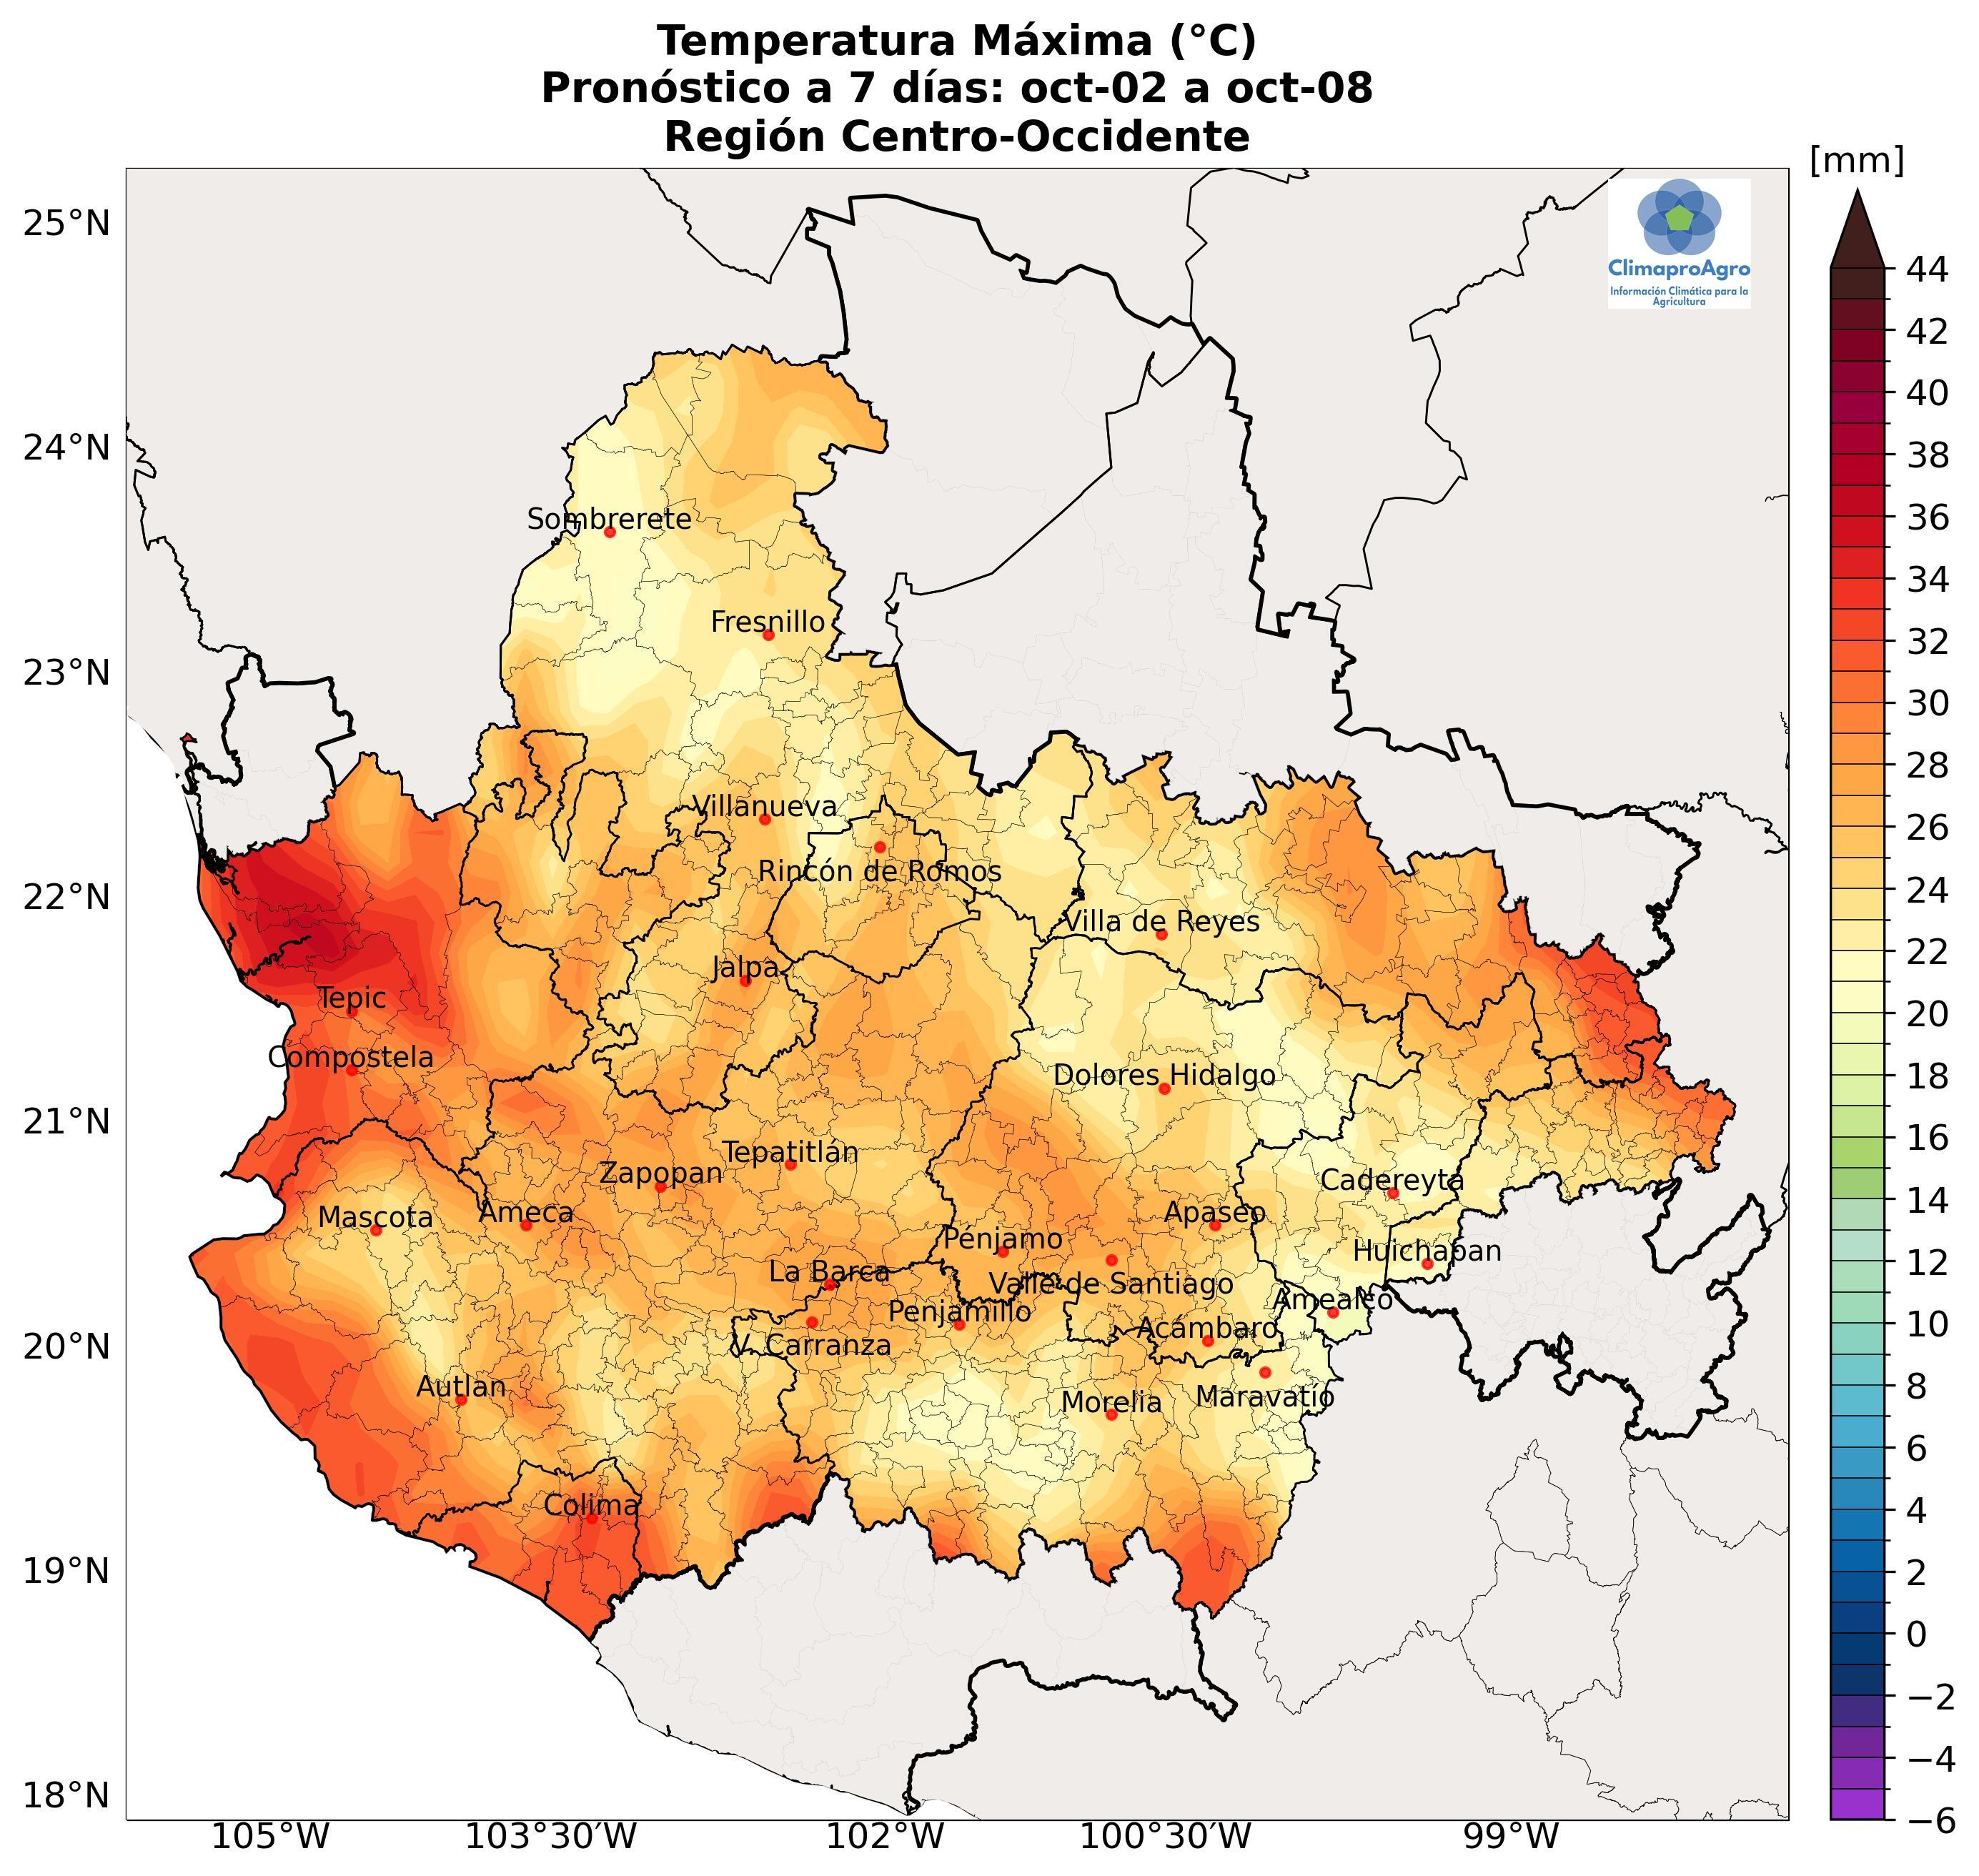 Temperatura Máxima (°C)
Pronóstico a 7 días: oct-02 a oct-08
Región Centro-Occidente
[mm]
25°N
24°N
23°N
22°N
21°N
20°N
19°N
18°N
105°W
103°30′W
102°W
100°30′W
99°W
ClimaproAgro
Información Climática para la
Agricultura
Sombrerete
Fresnillo
Villanueva
Rincón de Romos
Villa de Reyes
Jalpa
Tepic
Compostela
Dolores Hidalgo
Tepatitlán
Zapopan
Cadereyta
Mascota
Ameca
Apaseo
Pénjamo
Huichapan
La Barca
Valle de Santiago
Amealco
Penjamillo
Acámbaro
V. Carranza
Autlan
Morelia
Maravatío
Colima
44
42
40
38
36
34
32
30
28
26
24
22
20
18
16
14
12
10
8
6
4
2
0
−2
−4
−6